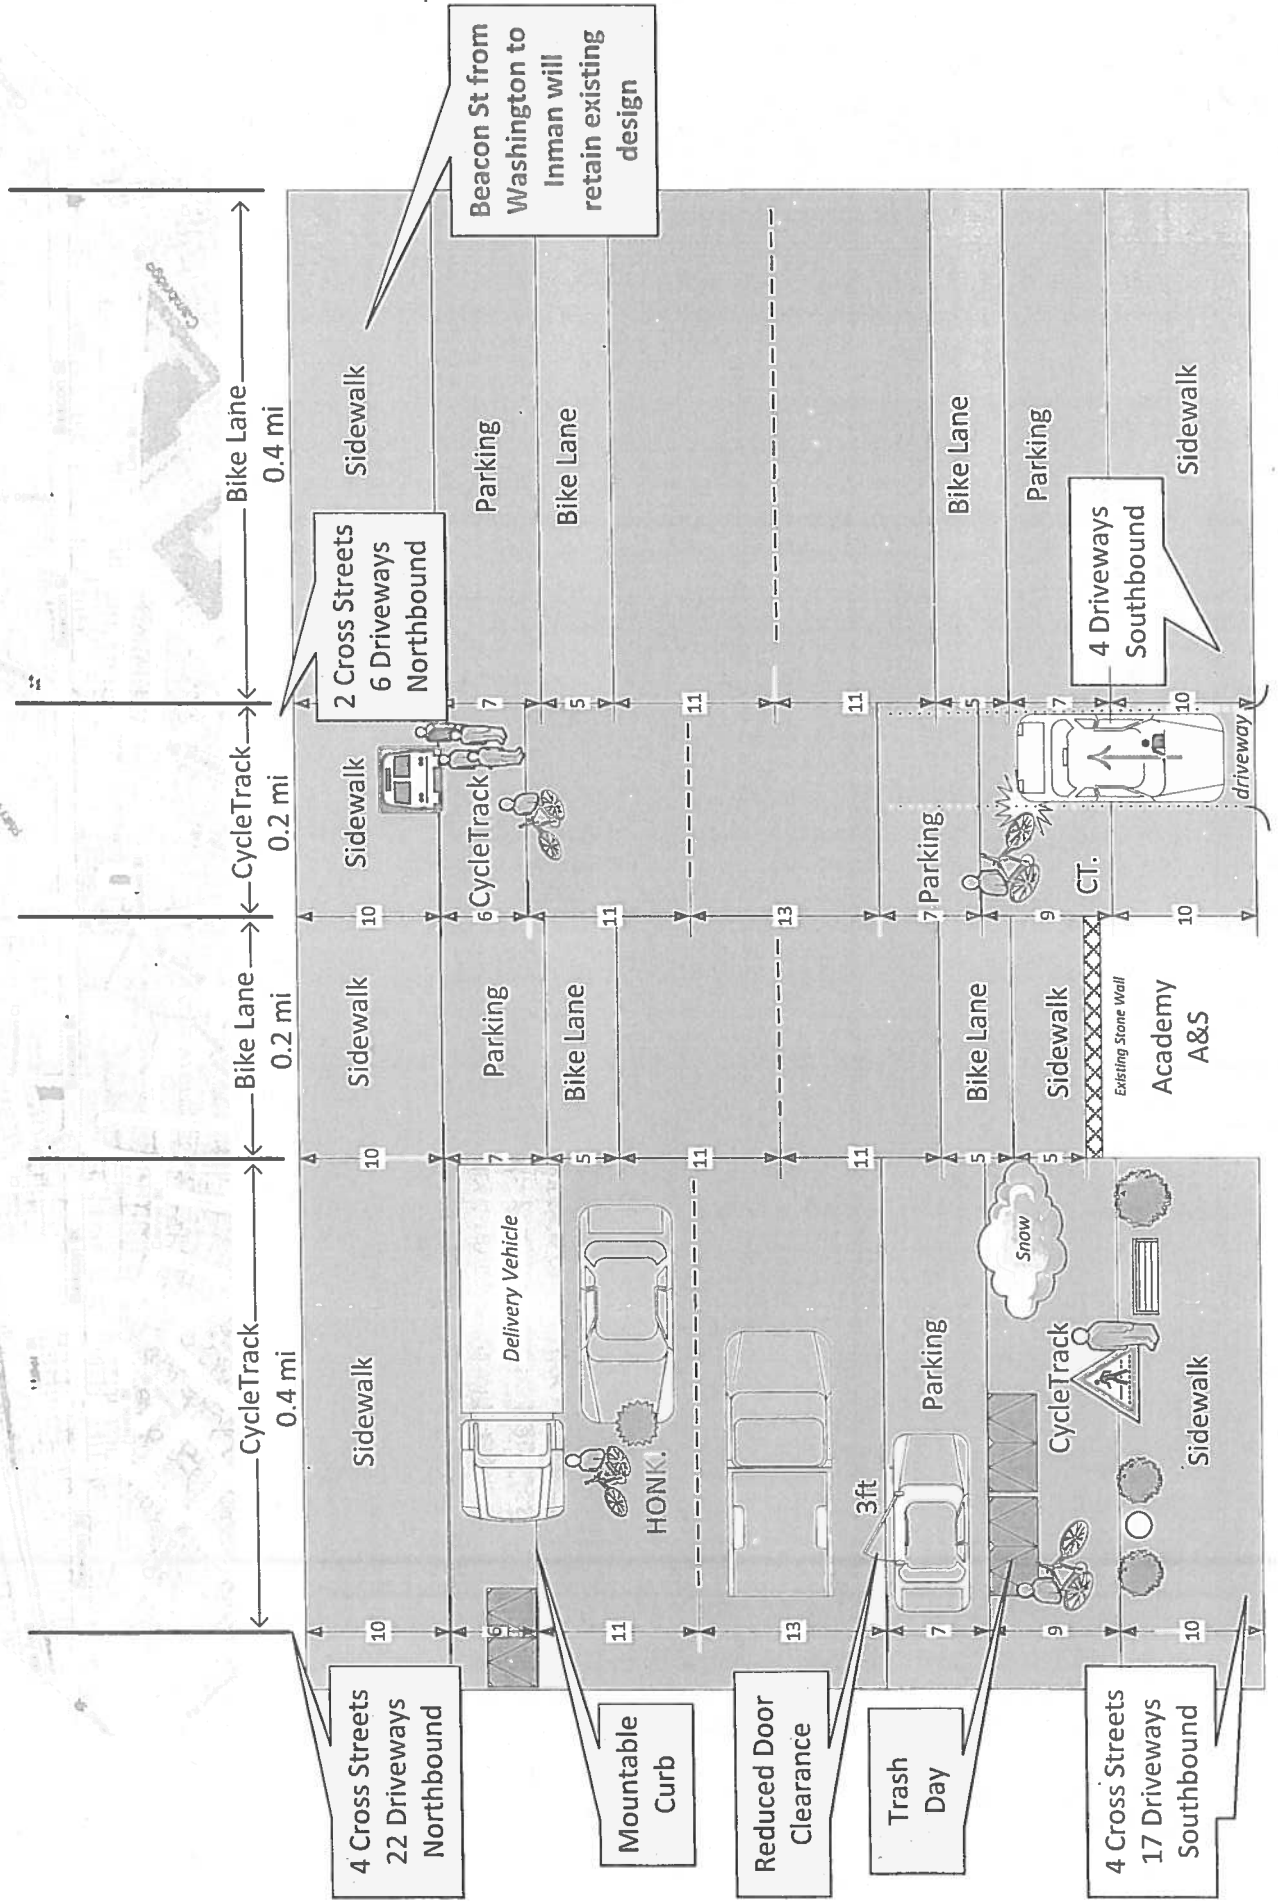 CycleTrack
0.4 mi
Bike Lane
0.2 mi
CycleTrack
0.2 mi
Bike Lane
0.4 mi
Cambridge
4 Cross Streets
22 Driveways
Northbound
Mountable
Curb
Reduced Door
Clearance
Trash
Day
4 Cross Streets
17 Driveways
Southbound
10
6
11
13
7
9
10
Sidewalk
Delivery Vehicle
HONK!
3ft
Parking
Snow
CycleTrack
Sidewalk
10
7
5
11
11
5
5
Sidewalk
Parking
Bike Lane
Bike Lane
Sidewalk
Existing Stone Wall
Academy
A&S
10
6
11
13
7
9
10
Sidewalk
CycleTrack
Parking
CT.
driveway
2 Cross Streets
6 Driveways
Northbound
7
5
11
11
5
7
10
4 Driveways
Southbound
Sidewalk
Parking
Bike Lane
Bike Lane
Parking
Sidewalk
Beacon St from
Washington to
Inman will
retain existing
design